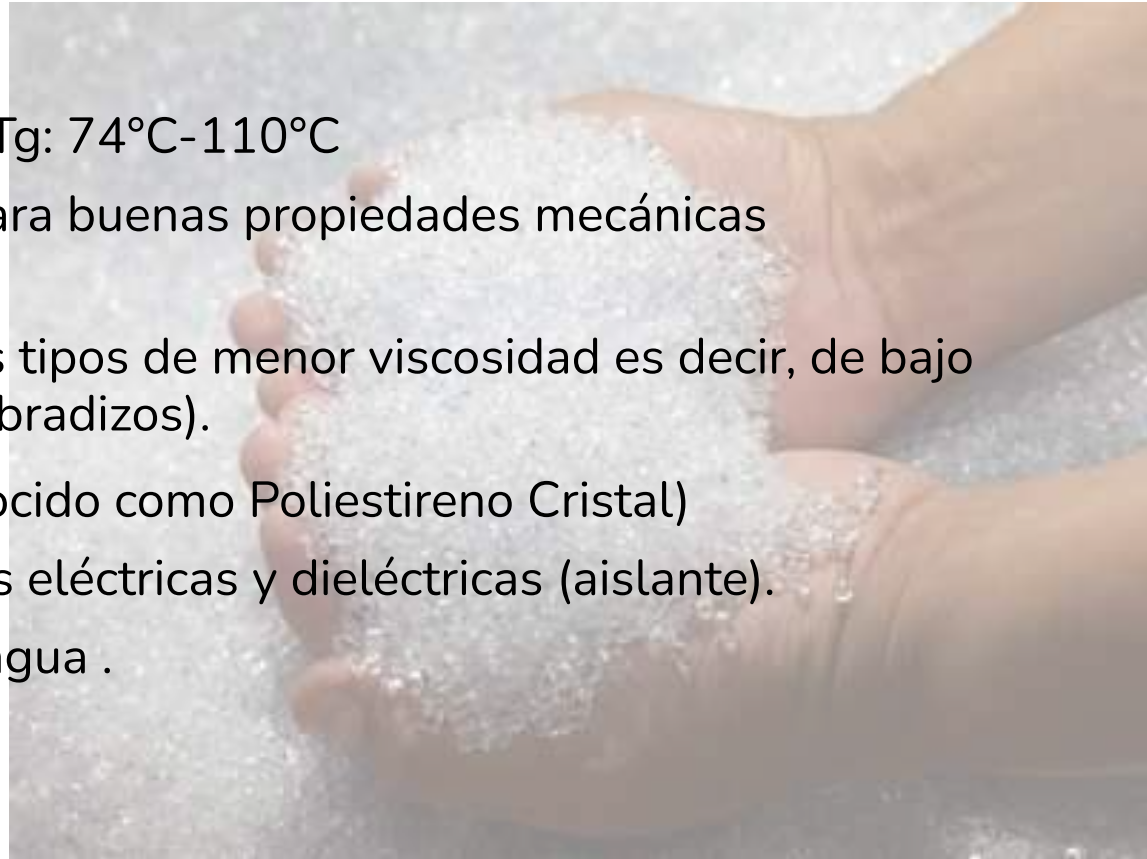 Tg: 74°C-110°C
ara buenas propiedades mecánicas
s tipos de menor viscosidad es decir, de bajo
bradizos).
ocido como Poliestireno Cristal)
s eléctricas y dieléctricas (aislante).
agua .